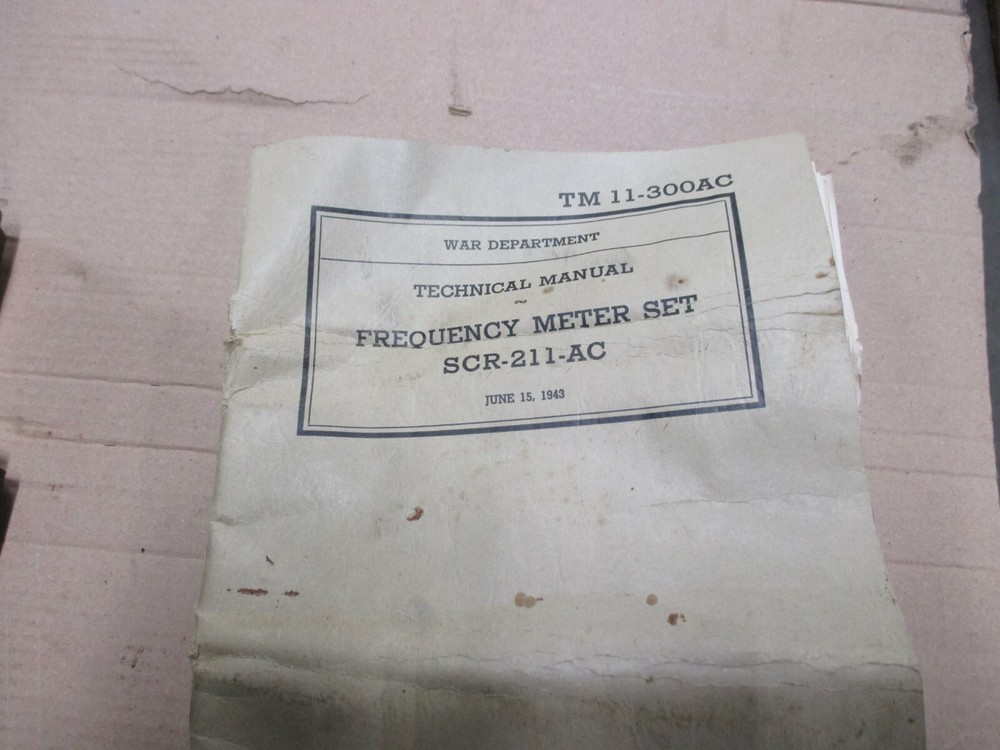 TM 11-300AC
WAR DEPARTMENT
TECHNICAL MANUAL
~
FREQUENCY METER SET
SCR-211-AC
JUNE 15, 1943